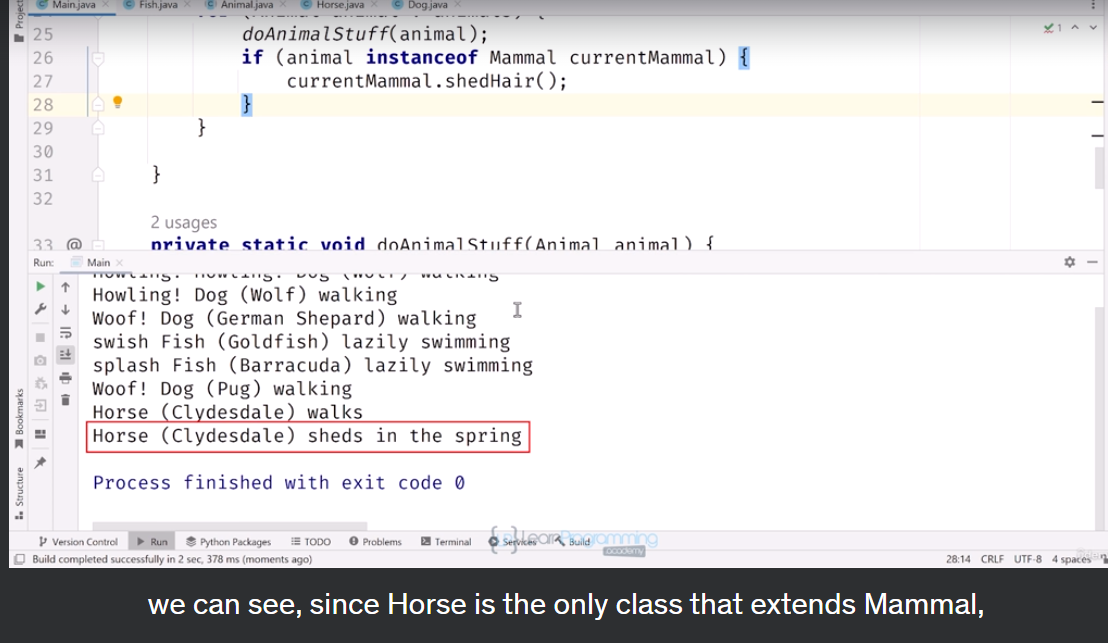 Main.java Fish.java Animal.java Horse.java Dog.java
Project
25 doAnimalStuff(animal);
26 if (animal instanceof Mammal currentMammal) {
27 currentMammal.shedHair();
28 }
29 }
30
31 }
32
2 usages
33 @ private static void doAnimalStuff(Animal animal) {
1
Run: Main
Howling! Howling! Dog (Wolf) walking
Howling! Dog (Wolf) walking
Woof! Dog (German Shepard) walking
swish Fish (Goldfish) lazily swimming
splash Fish (Barracuda) lazily swimming
Woof! Dog (Pug) walking
Horse (Clydesdale) walks
Horse (Clydesdale) sheds in the spring
Process finished with exit code 0
Bookmarks
Structure
Version Control Run Python Packages TODO Problems Terminal Services Build
LearnProgramming
academy
Build completed successfully in 2 sec, 378 ms (moments ago) 28:14 CRLF UTF-8 4 spaces
we can see, since Horse is the only class that extends Mammal,